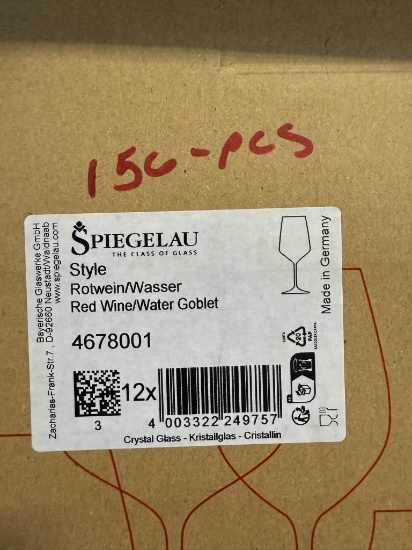 150-pcs
SPIEGELAU
THE CLASS OF GLASS
Style
Rotwein/Wasser
Red Wine/Water Goblet
4678001
12x
3
4 003322 249757
Crystal Glass - Kristallglas - Cristallin
Made in Germany
Bayerische Glaswerke GmbH
Zacharias-Frank-Str.7 , D-92660 Neustadt/Waldnaab
www.spiegelau.com
20
PAP